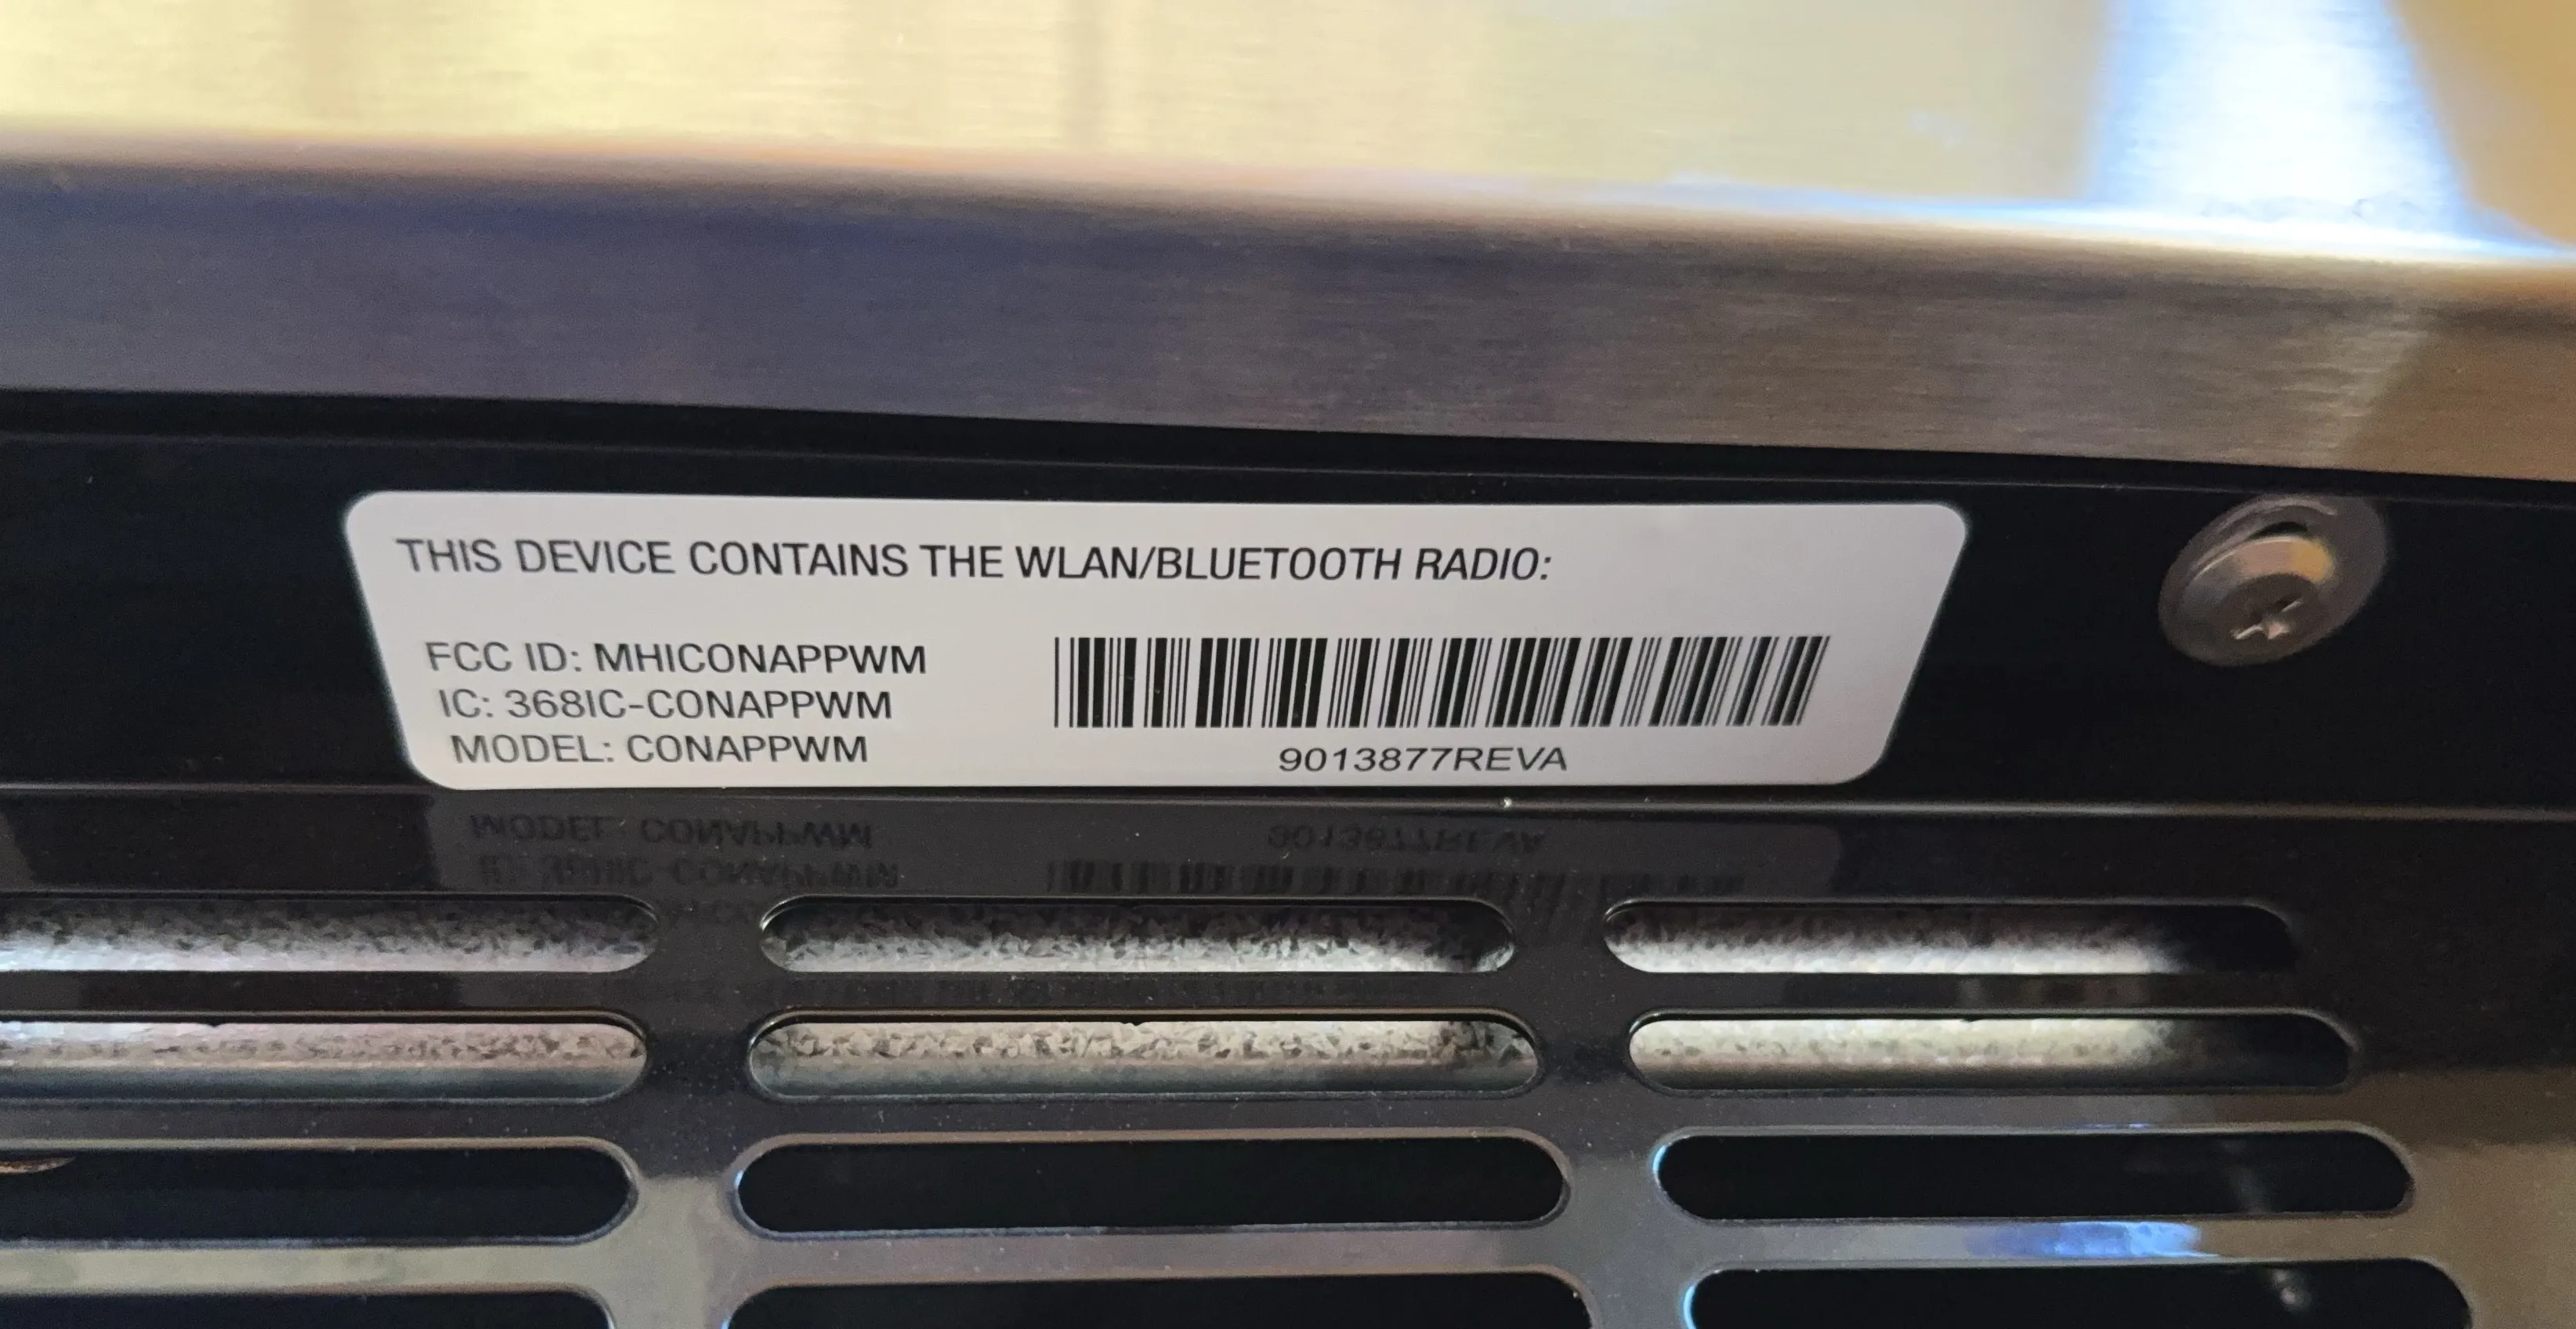 THIS DEVICE CONTAINS THE WLAN/BLUETOOTH RADIO:
FCC ID: MHICONAPPWM
IC: 368IC-CONAPPWM
MODEL: CONAPPWM
9013877REVA